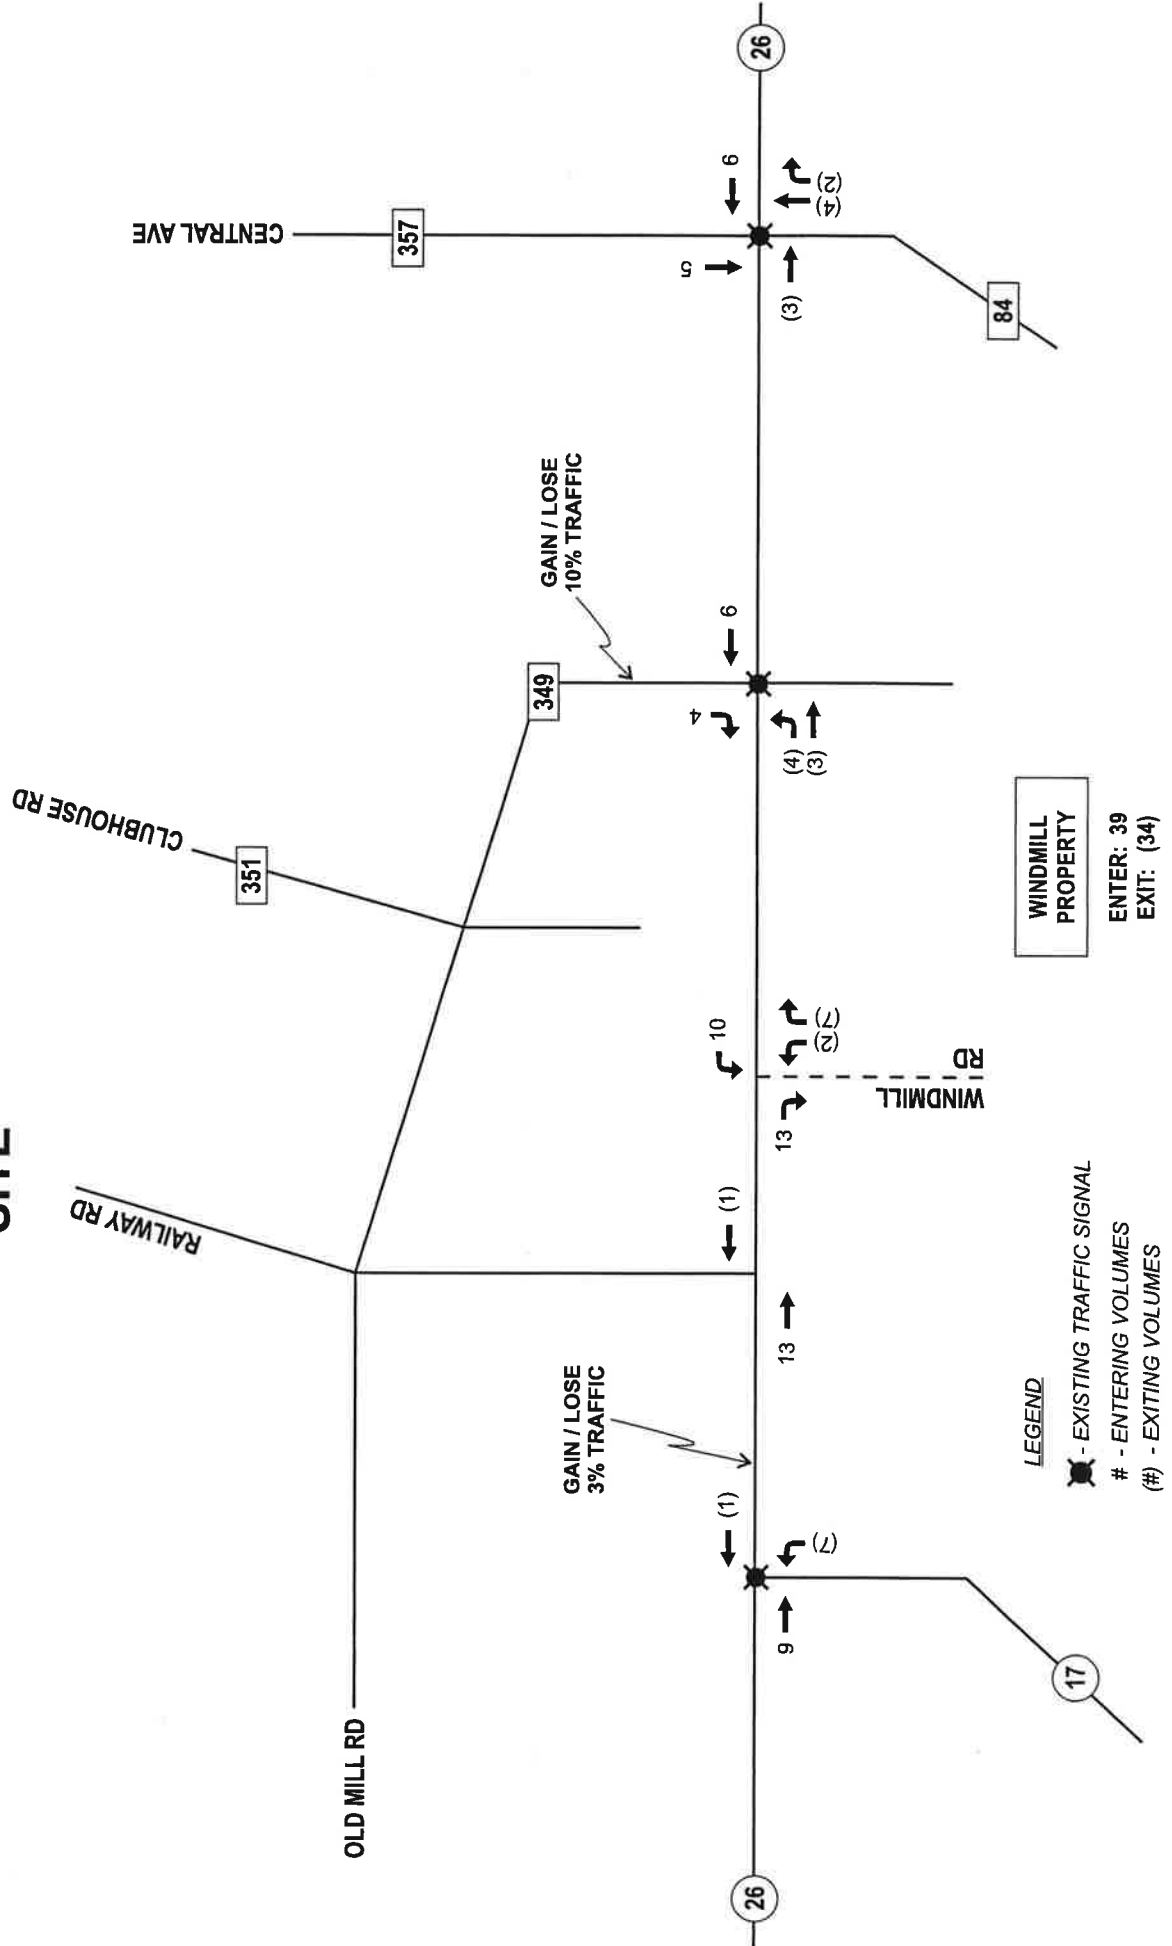 CENTRAL AVE
357
26
6
5
(3)
(4)
(2)
84
GAIN / LOSE
10% TRAFFIC
349
6
4
(4)
(3)
CLUBHOUSE RD
351
10
(7)
(2)
13
WINDMILL
RD
WINDMILL
PROPERTY
ENTER: 39
EXIT: (34)
RAILWAY RD
(1)
13
GAIN / LOSE
3% TRAFFIC
(1)
(7)
9
OLD MILL RD
17
26
LEGEND
- EXISTING TRAFFIC SIGNAL
# - ENTERING VOLUMES
(#) - EXITING VOLUMES